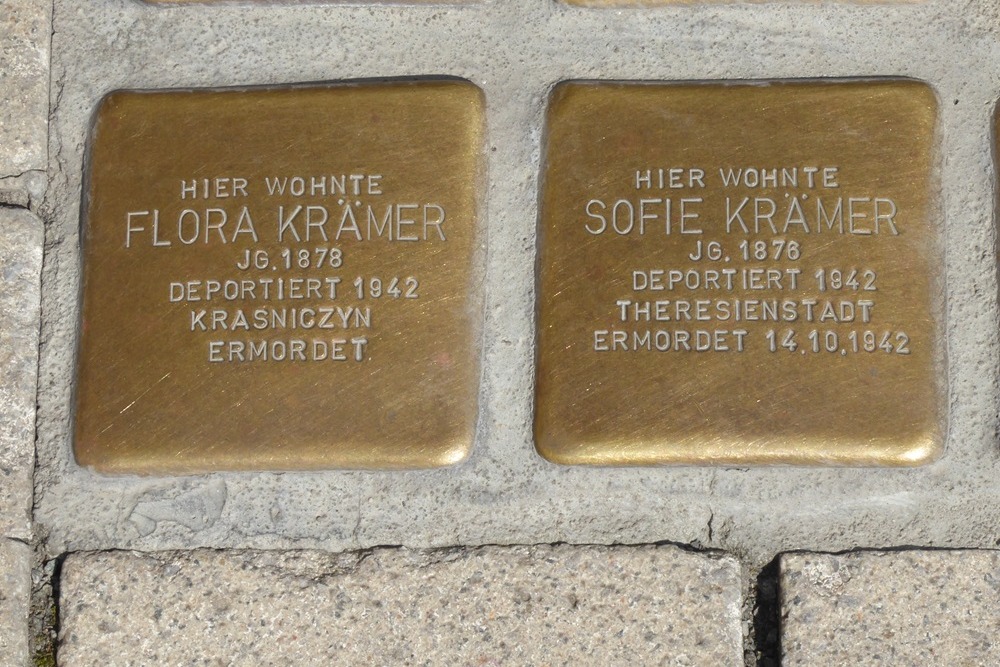 HIER WOHNTE
FLORA KRÄMER
JG. 1878
DEPORTIERT 1942
KRASNICZYN
ERMORDET
HIER WOHNTE
SOFIE KRÄMER
JG. 1876
DEPORTIERT 1942
THERESIENSTADT
ERMORDET 14.10.1942